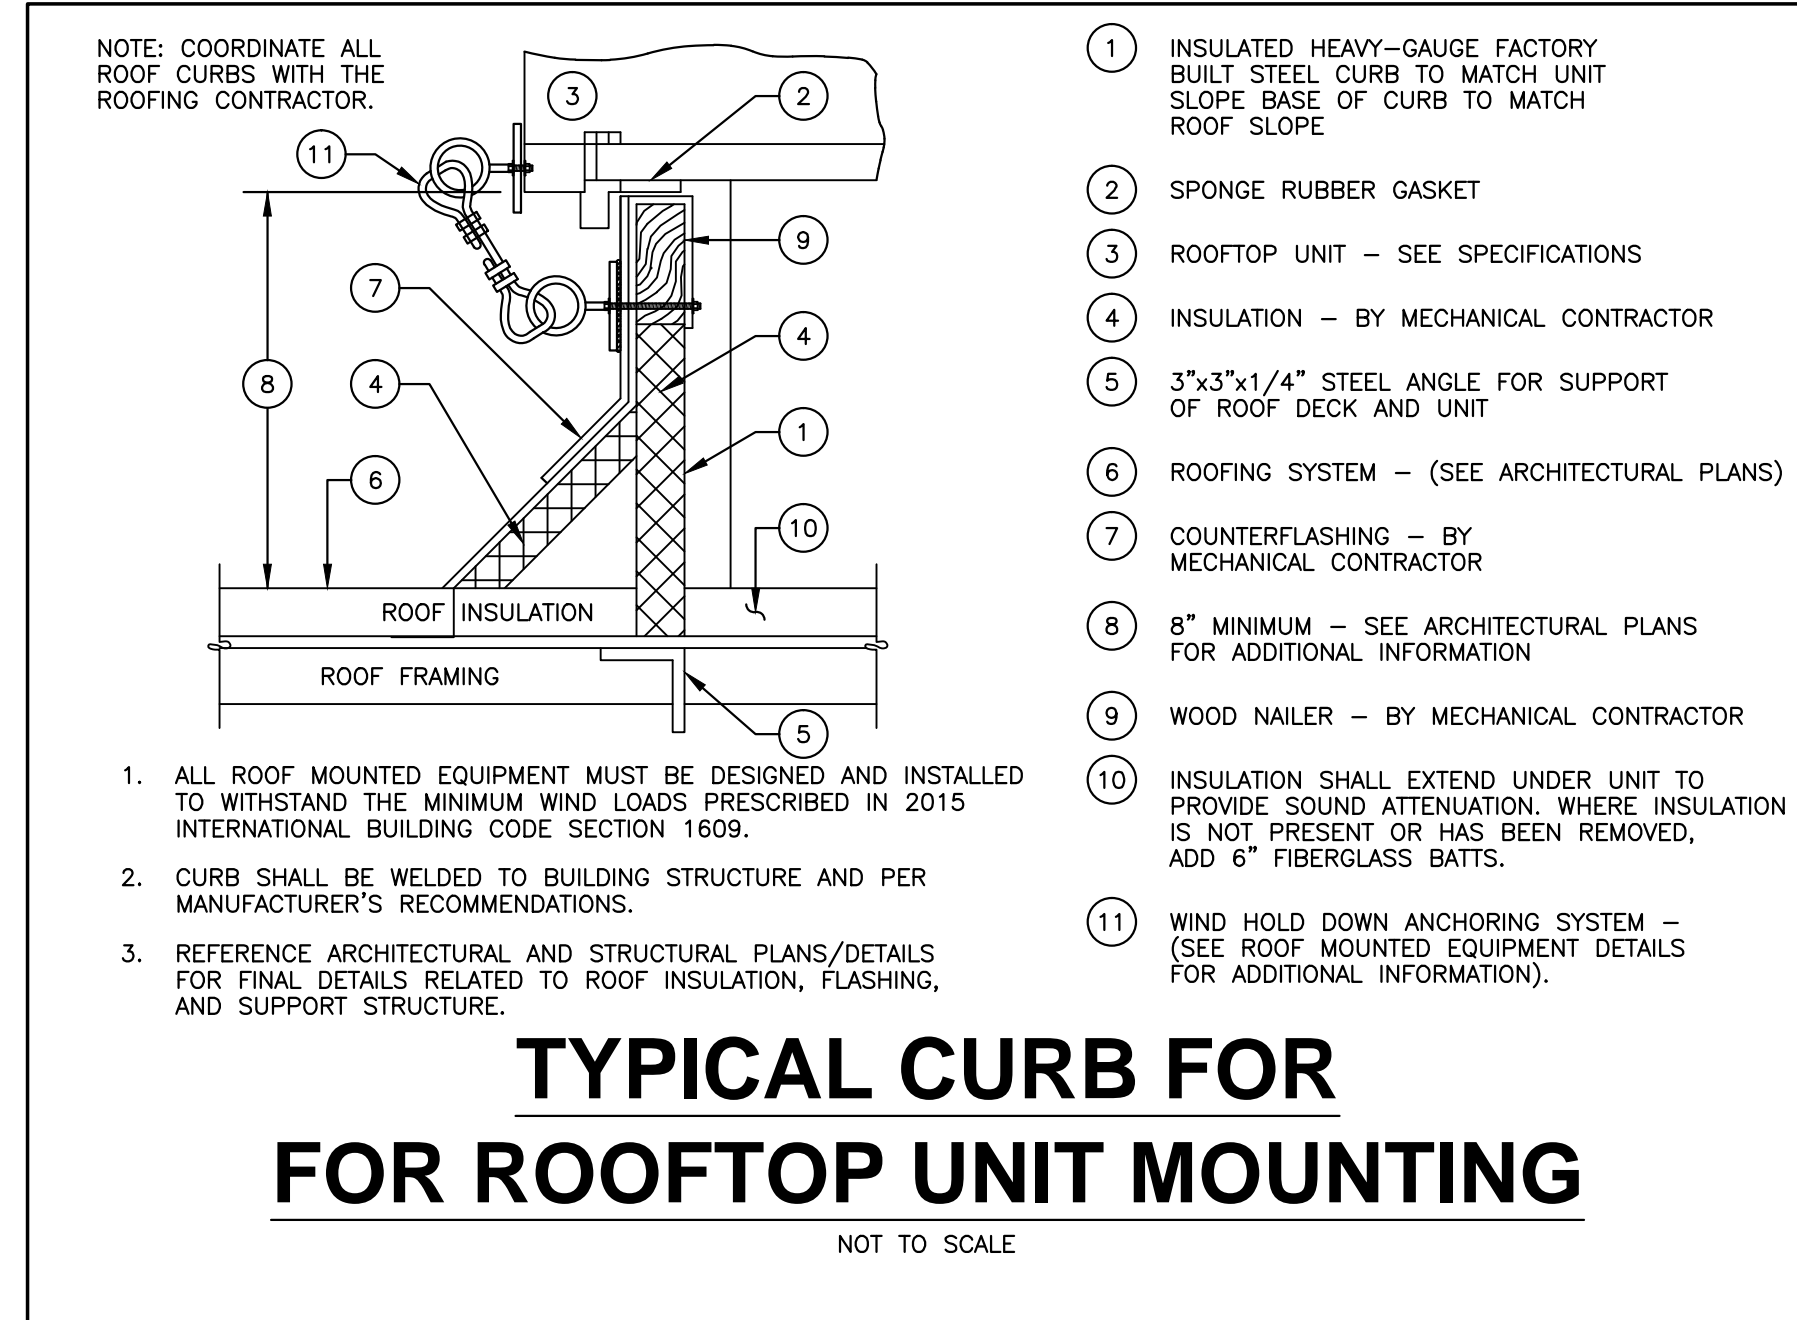 NOTE: COORDINATE ALL
ROOF CURBS WITH THE
ROOFING CONTRACTOR.
3
2
11
9
7
4
8
4
1
6
10
ROOF INSULATION
ROOF FRAMING
5
1. ALL ROOF MOUNTED EQUIPMENT MUST BE DESIGNED AND INSTALLED
TO WITHSTAND THE MINIMUM WIND LOADS PRESCRIBED IN 2015
INTERNATIONAL BUILDING CODE SECTION 1609.
2. CURB SHALL BE WELDED TO BUILDING STRUCTURE AND PER
MANUFACTURER'S RECOMMENDATIONS.
3. REFERENCE ARCHITECTURAL AND STRUCTURAL PLANS/DETAILS
FOR FINAL DETAILS RELATED TO ROOF INSULATION, FLASHING,
AND SUPPORT STRUCTURE.
1 INSULATED HEAVY-GAUGE FACTORY
BUILT STEEL CURB TO MATCH UNIT
SLOPE BASE OF CURB TO MATCH
ROOF SLOPE
2 SPONGE RUBBER GASKET
3 ROOFTOP UNIT – SEE SPECIFICATIONS
4 INSULATION – BY MECHANICAL CONTRACTOR
5 3"x3"x1/4" STEEL ANGLE FOR SUPPORT
OF ROOF DECK AND UNIT
6 ROOFING SYSTEM – (SEE ARCHITECTURAL PLANS)
7 COUNTERFLASHING – BY
MECHANICAL CONTRACTOR
8 8" MINIMUM – SEE ARCHITECTURAL PLANS
FOR ADDITIONAL INFORMATION
9 WOOD NAILER – BY MECHANICAL CONTRACTOR
10 INSULATION SHALL EXTEND UNDER UNIT TO
PROVIDE SOUND ATTENUATION. WHERE INSULATION
IS NOT PRESENT OR HAS BEEN REMOVED,
ADD 6" FIBERGLASS BATTS.
11 WIND HOLD DOWN ANCHORING SYSTEM –
(SEE ROOF MOUNTED EQUIPMENT DETAILS
FOR ADDITIONAL INFORMATION).
TYPICAL CURB FOR
FOR ROOFTOP UNIT MOUNTING
NOT TO SCALE